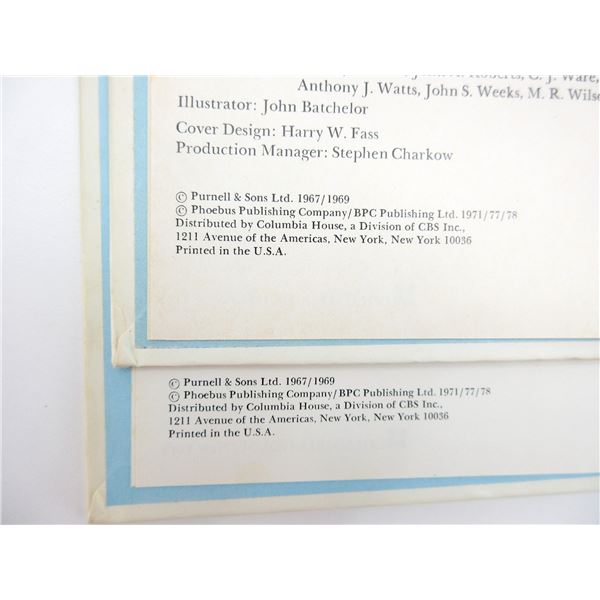 Roberts, C. J. Ware,
Anthony J. Watts, John S. Weeks, M. R. Wils
Illustrator: John Batchelor
Cover Design: Harry W. Fass
Production Manager: Stephen Charkow
© Purnell & Sons Ltd. 1967/1969
© Phoebus Publishing Company/BPC Publishing Ltd. 1971/77/78
Distributed by Columbia House, a Division of CBS Inc.,
1211 Avenue of the Americas, New York, New York 10036
Printed in the U.S.A.
© Purnell & Sons Ltd. 1967/1969
© Phoebus Publishing Company/BPC Publishing Ltd. 1971/77/78
Distributed by Columbia House, a Division of CBS Inc.,
1211 Avenue of the Americas, New York, New York 10036
Printed in the U.S.A.